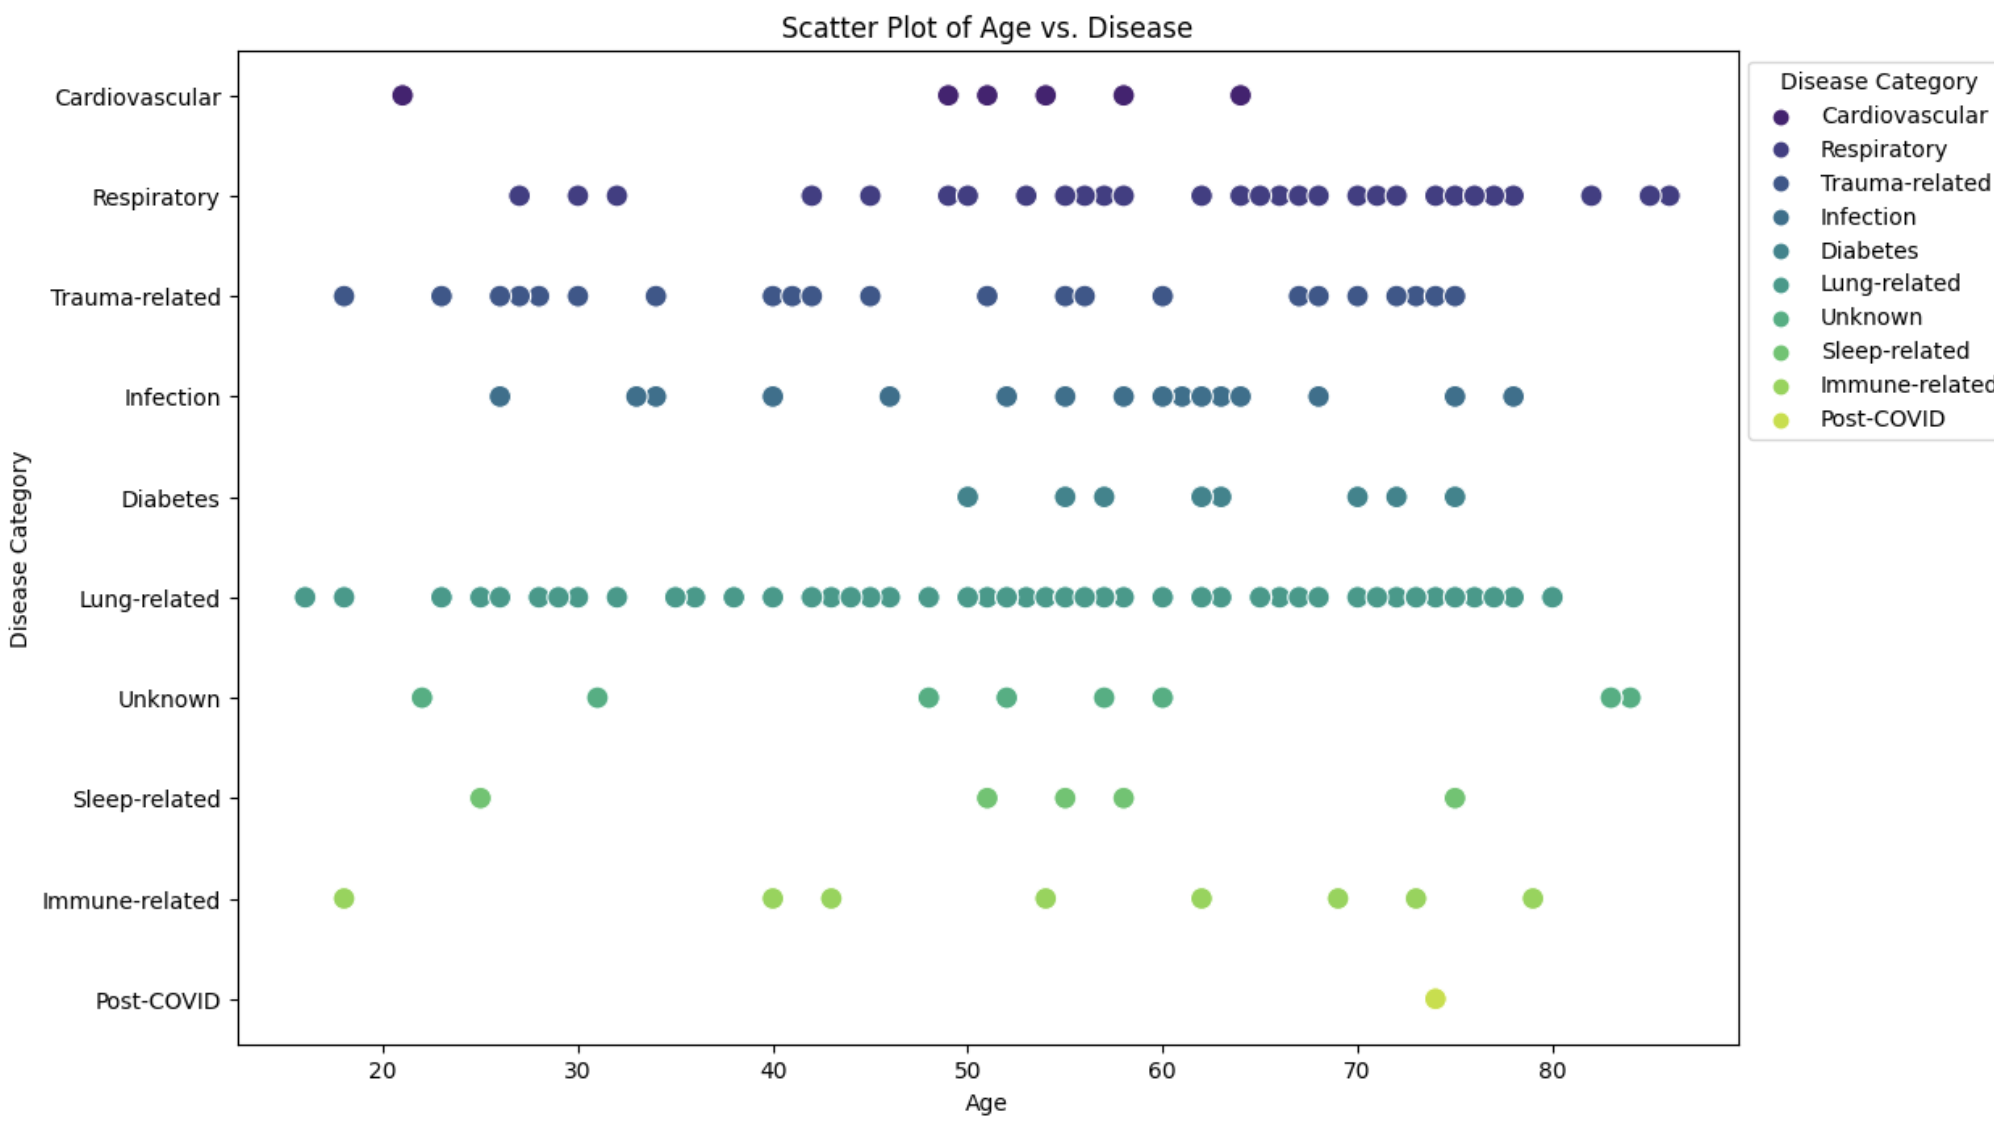 Scatter Plot of Age vs. Disease
Disease Category
Cardiovascular
Respiratory
Trauma-related
Infection
Diabetes
Lung-related
Unknown
Sleep-related
Immune-related
Post-COVID
20
30
40
50
60
70
80
Age
Disease Category
Cardiovascular
Respiratory
Trauma-related
Infection
Diabetes
Lung-related
Unknown
Sleep-related
Immune-related
Post-COVID